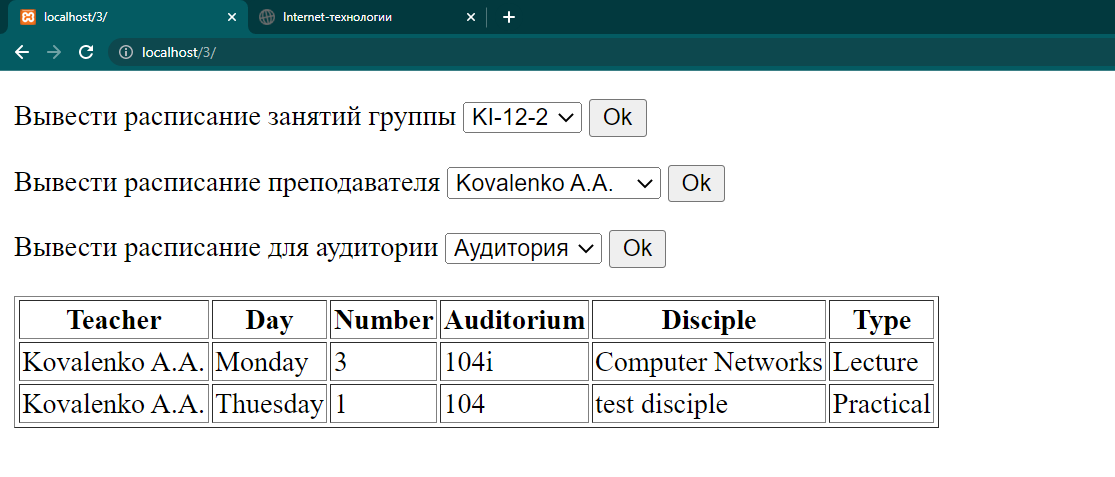 localhost/3/ Internet-технологии
localhost/3/
Вывести расписание занятий группы KI-12-2 Ok
Вывести расписание преподавателя Kovalenko A.A. Ok
Вывести расписание для аудитории Аудитория Ok
Teacher Day Number Auditorium Disciple Type
Kovalenko A.A. Monday 3 104i Computer Networks Lecture
Kovalenko A.A. Thuesday 1 104 test disciple Practical